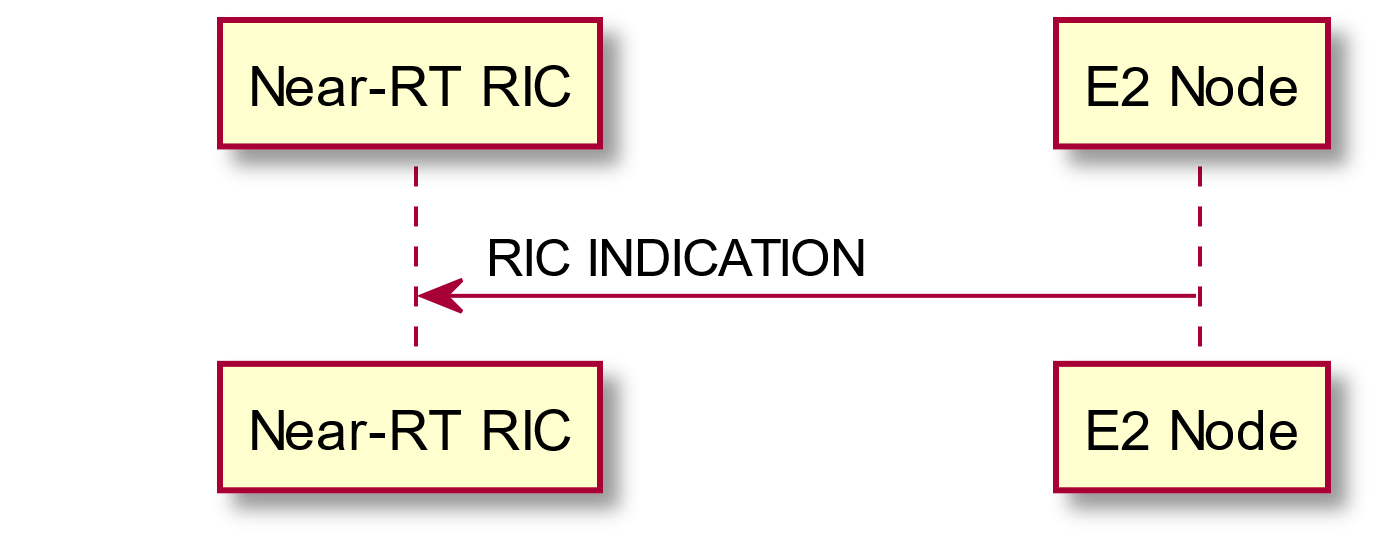 Near-RT RIC
E2 Node
RIC INDICATION
Near-RT RIC
E2 Node